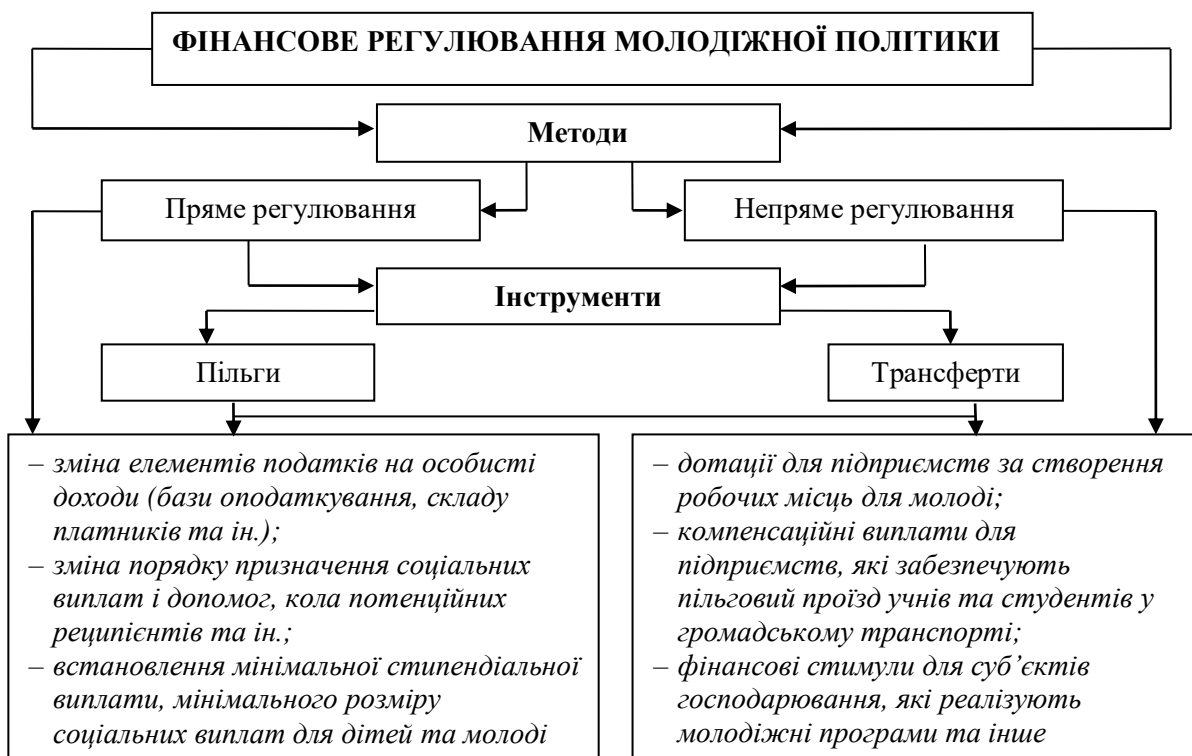 ФІНАНСОВЕ РЕГУЛЮВАННЯ МОЛОДІЖНОЇ ПОЛІТИКИ
Методи
Пряме регулювання
Непряме регулювання
Інструменти
Пільги
Трансферти
– зміна елементів податків на особисті
доходи (бази оподаткування, складу
платників та ін.);
– зміна порядку призначення соціальних
виплат і допомог, кола потенційних
реципієнтів та ін.;
– встановлення мінімальної стипендіальної
виплати, мінімального розміру
соціальних виплат для дітей та молоді
– дотації для підприємств за створення
робочих місць для молоді;
– компенсаційні виплати для
підприємств, які забезпечують
пільговий проїзд учнів та студентів у
громадському транспорті;
– фінансові стимули для суб’єктів
господарювання, які реалізують
молодіжні програми та інше